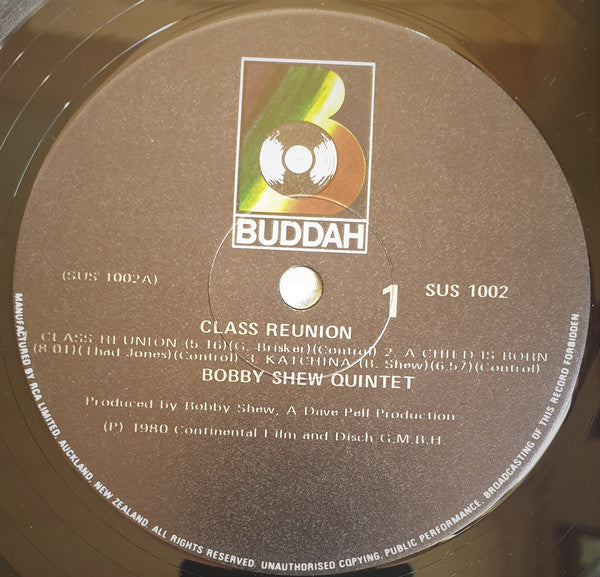 BUDDAH
(SUS 1002A)
1
SUS 1002
CLASS REUNION
CLASS REUNION (5.16)(G. Brisker)(Control) 2. A CHILD IS BORN
(8.01)(Thad Jones)(Control) 3. KATCHINA (B. Shew)(6.57)(Control)
BOBBY SHEW QUINTET
Produced by Bobby Shew, A Dave Pell Production
(P) 1980 Continental Film and Disch G.M.B.H.
MANUFACTURED BY RCA LIMITED, AUCKLAND, NEW ZEALAND. ALL RIGHTS RESERVED. UNAUTHORISED COPYING, PUBLIC PERFORMANCE, BROADCASTING OF THIS RECORD FORBIDDEN